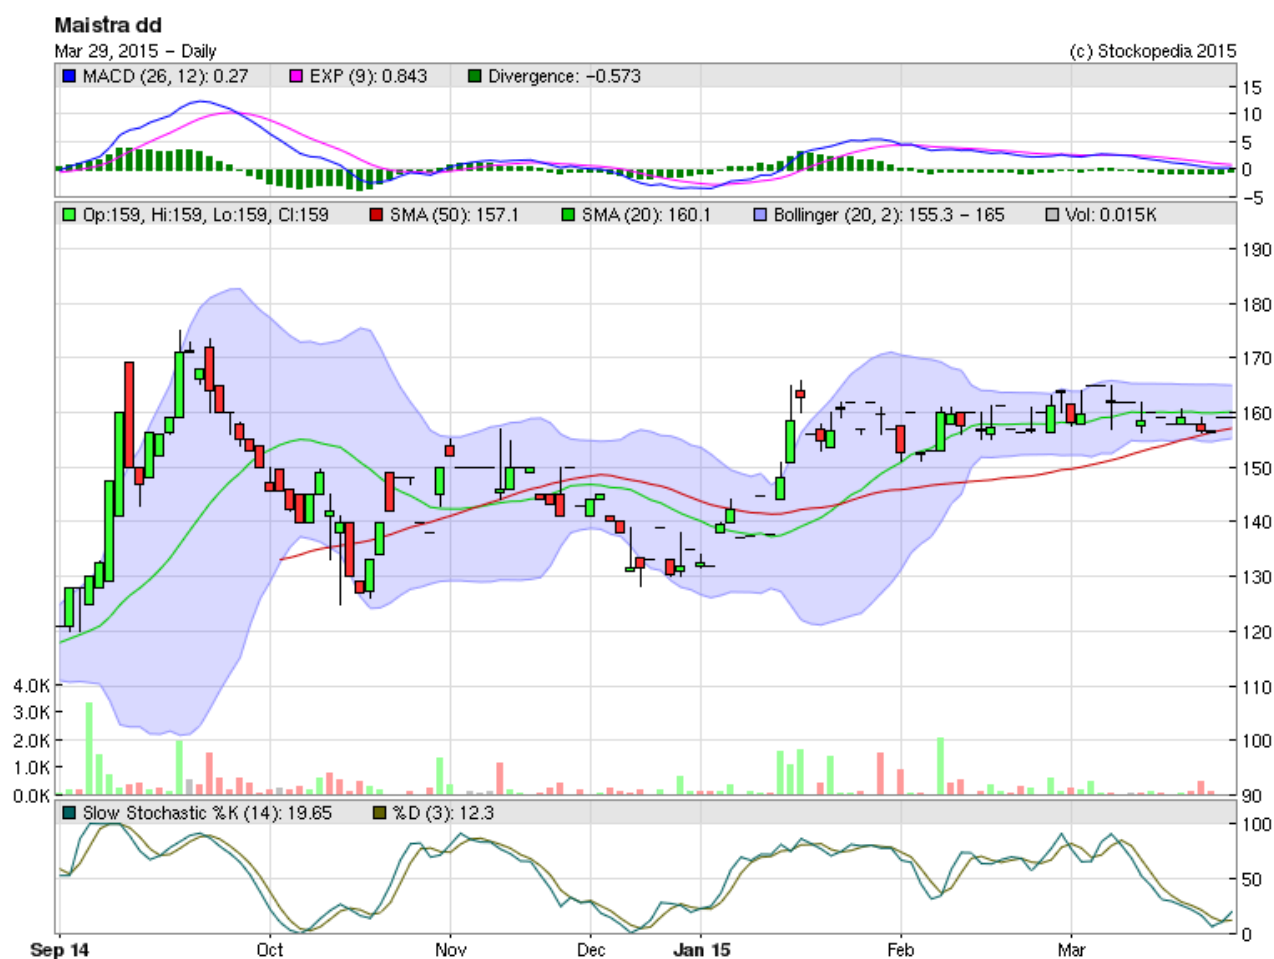 Maistra dd
Mar 29, 2015 – Daily
(c) Stockopedia 2015
MACD (26, 12): 0.27 EXP (9): 0.843 Divergence: −0.573
15
10
5
0
−5
Op:159, Hi:159, Lo:159, Cl:159 SMA (50): 157.1 SMA (20): 160.1 Bollinger (20, 2): 155.3 − 165 Vol: 0.015K
190
180
170
160
150
140
130
120
110
100
90
4.0K
3.0K
2.0K
1.0K
0.0K
Slow Stochastic %K (14): 19.65 %D (3): 12.3
100
50
0
Sep 14 Oct Nov Dec Jan 15 Feb Mar